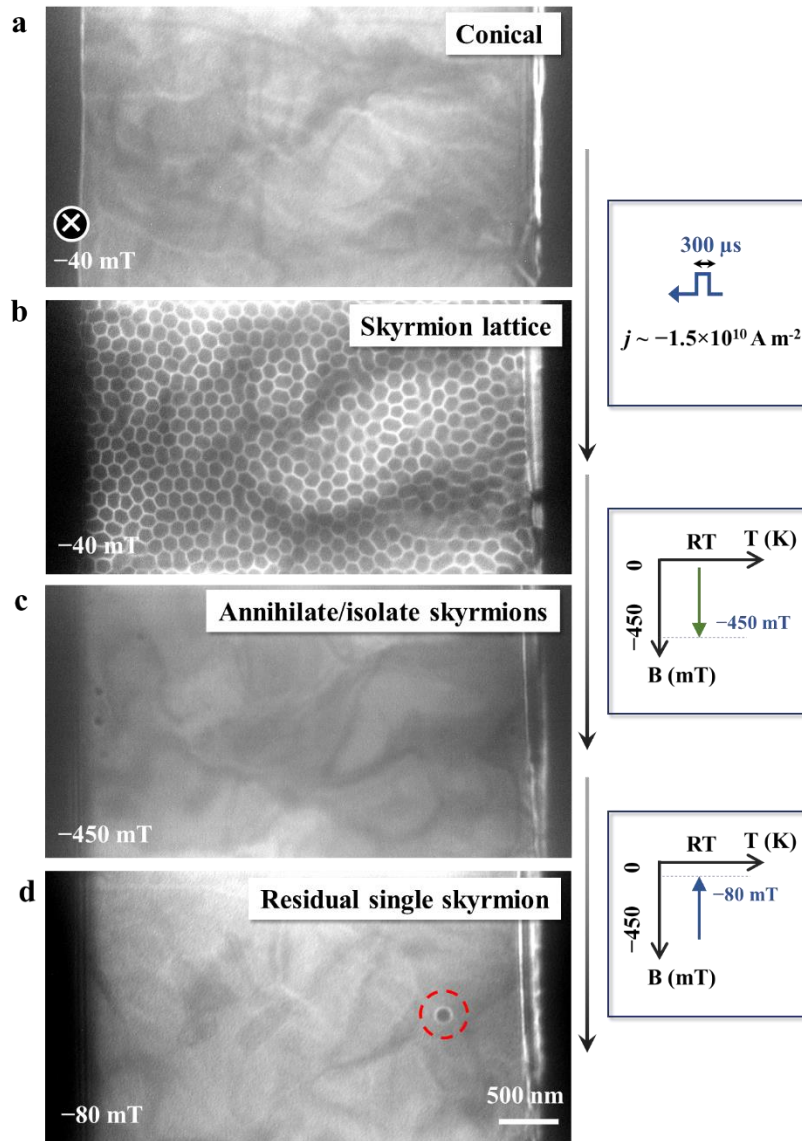 a
Conical
−40 mT
300 µs
j ~ −1.5×10¹⁰ A m⁻²
b
Skyrmion lattice
−40 mT
RT
T (K)
0
−450
−450 mT
B (mT)
c
Annihilate/isolate skyrmions
−450 mT
RT
T (K)
0
−450
−80 mT
B (mT)
d
Residual single skyrmion
−80 mT
500 nm